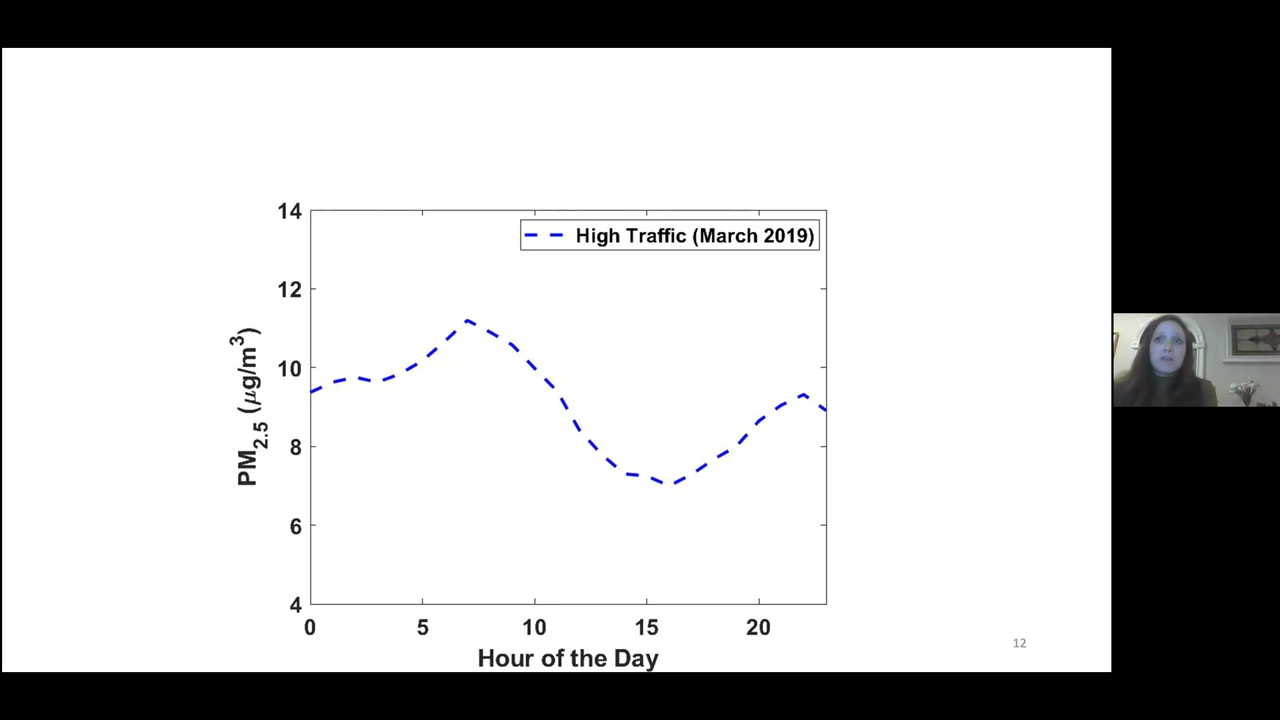 14
High Traffic (March 2019)
12
10
8
6
4
PM2.5 (μg/m3)
0 5 10 15 20
Hour of the Day
12